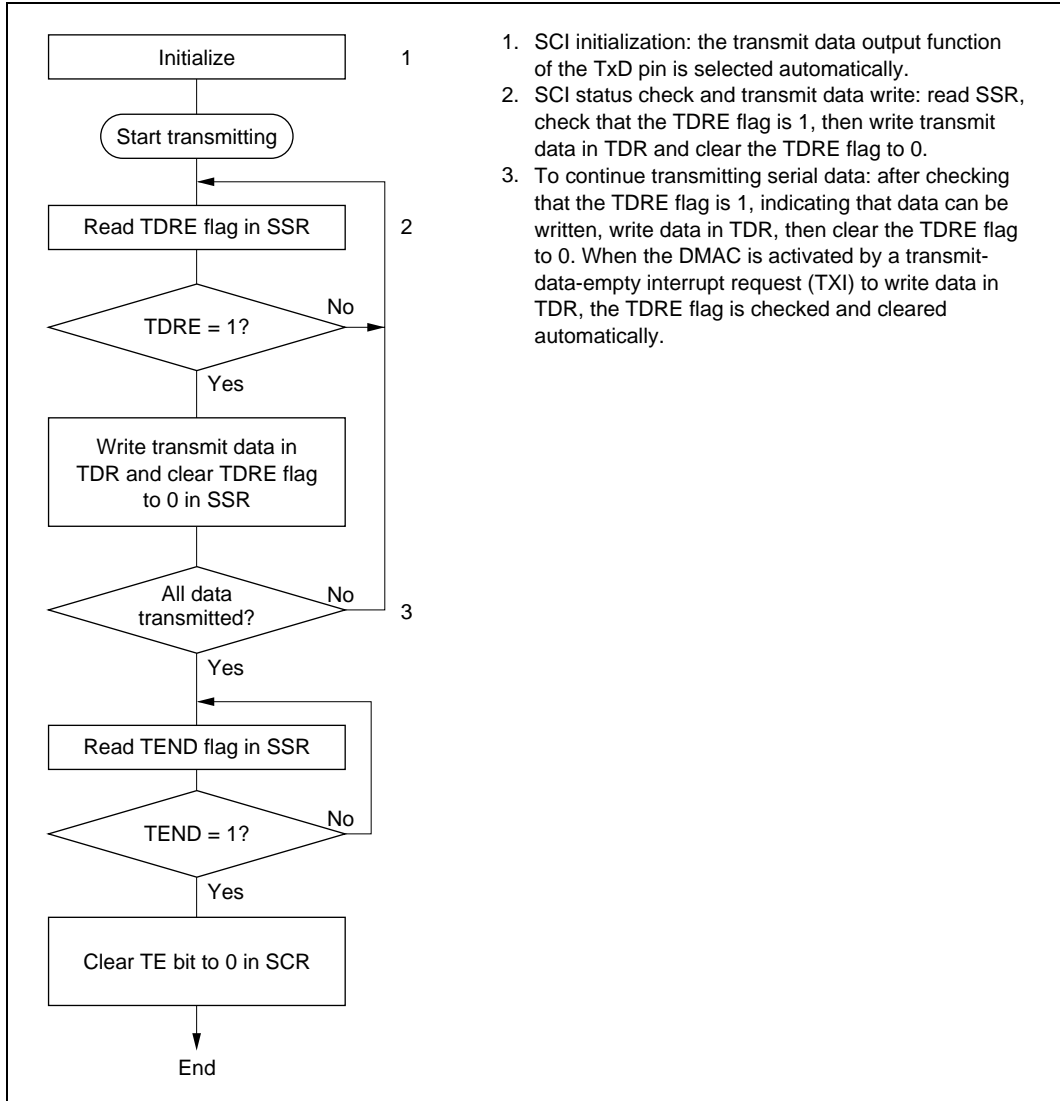 Initialize
1
Start transmitting
Read TDRE flag in SSR
2
TDRE = 1?
No
Yes
Write transmit data in
TDR and clear TDRE flag
to 0 in SSR
All data
transmitted?
No
3
Yes
Read TEND flag in SSR
TEND = 1?
No
Yes
Clear TE bit to 0 in SCR
End
1. SCI initialization: the transmit data output function
of the TxD pin is selected automatically.
2. SCI status check and transmit data write: read SSR,
check that the TDRE flag is 1, then write transmit
data in TDR and clear the TDRE flag to 0.
3. To continue transmitting serial data: after checking
that the TDRE flag is 1, indicating that data can be
written, write data in TDR, then clear the TDRE flag
to 0. When the DMAC is activated by a transmit-
data-empty interrupt request (TXI) to write data in
TDR, the TDRE flag is checked and cleared
automatically.